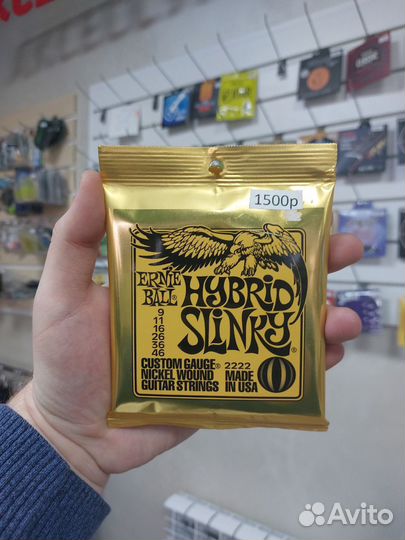 1500р
ERNIE
BALL®
HYBRID
SLINKY®
9
11
16
26
36
46
CUSTOM GAUGE® 2222
NICKEL WOUND MADE
GUITAR STRINGS IN USA
Avito